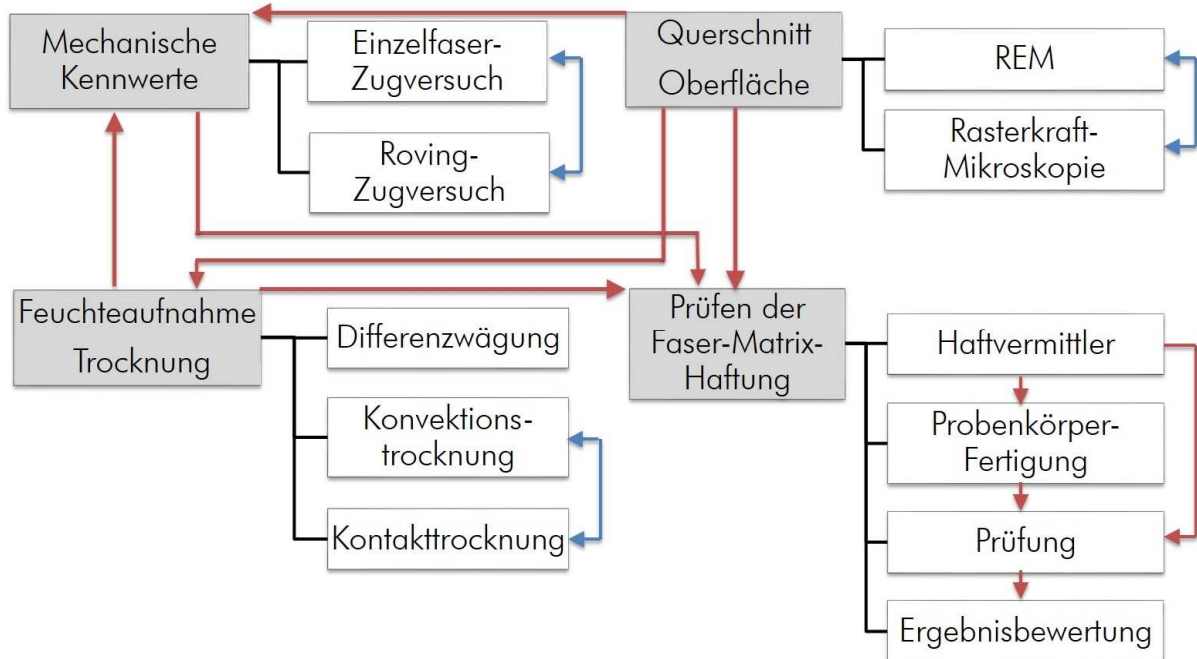 Mechanische
Kennwerte
Einzelfaser-
Zugversuch
Roving-
Zugversuch
Querschnitt
Oberfläche
REM
Rasterkraft-
Mikroskopie
Feuchteaufnahme
Trocknung
Differenzwägung
Konvektions-
trocknung
Kontakttrocknung
Prüfen der
Faser-Matrix-
Haftung
Haftvermittler
Probenkörper-
Fertigung
Prüfung
Ergebnisbewertung